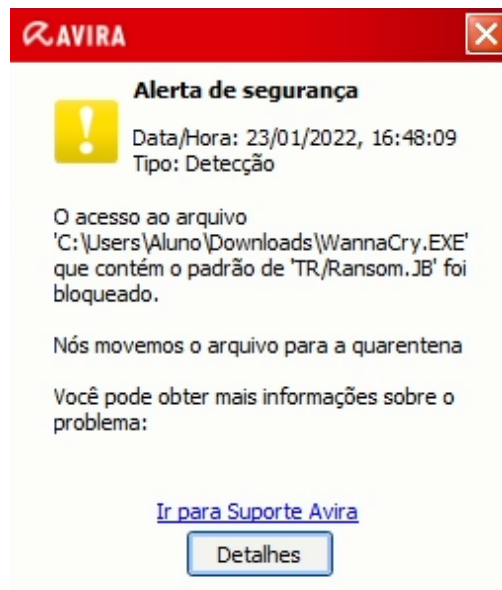 AVIRA
Alerta de segurança
Data/Hora: 23/01/2022, 16:48:09
Tipo: Detecção
O acesso ao arquivo
'C:\Users\Aluno\Downloads\WannaCry.EXE'
que contém o padrão de 'TR/Ransom.JB' foi
bloqueado.
Nós movemos o arquivo para a quarentena
Você pode obter mais informações sobre o
problema:
Ir para Suporte Avira
Detalhes